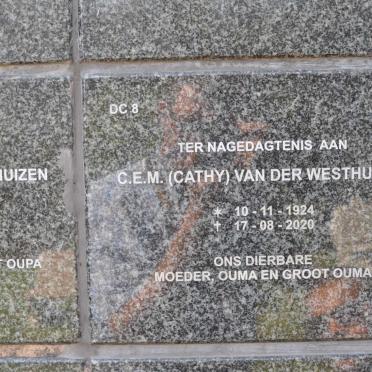 DC 8
TER NAGEDAGTENIS AAN
C.E.M. (CATHY) VAN DER WESTHU
* 10 - 11 - 1924
† 17 - 08 - 2020
ONS DIERBARE
MOEDER, OUMA EN GROOT OUMA
HUIZEN
OUPA